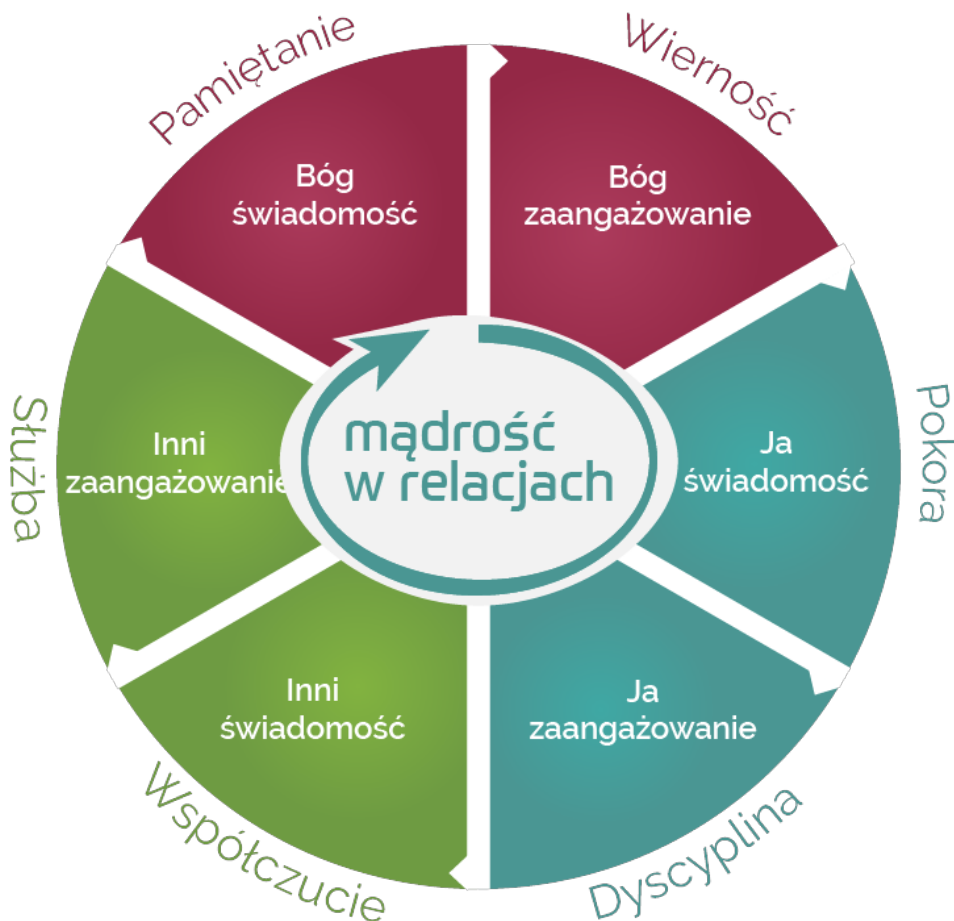 Pamiętanie
Wierność
Bóg
świadomość
Bóg
zaangażowanie
Służba
Inni
zaangażowanie
mądrość
w relacjach
Ja
świadomość
Pokora
Inni
świadomość
Ja
zaangażowanie
Współczucie
Dyscyplina